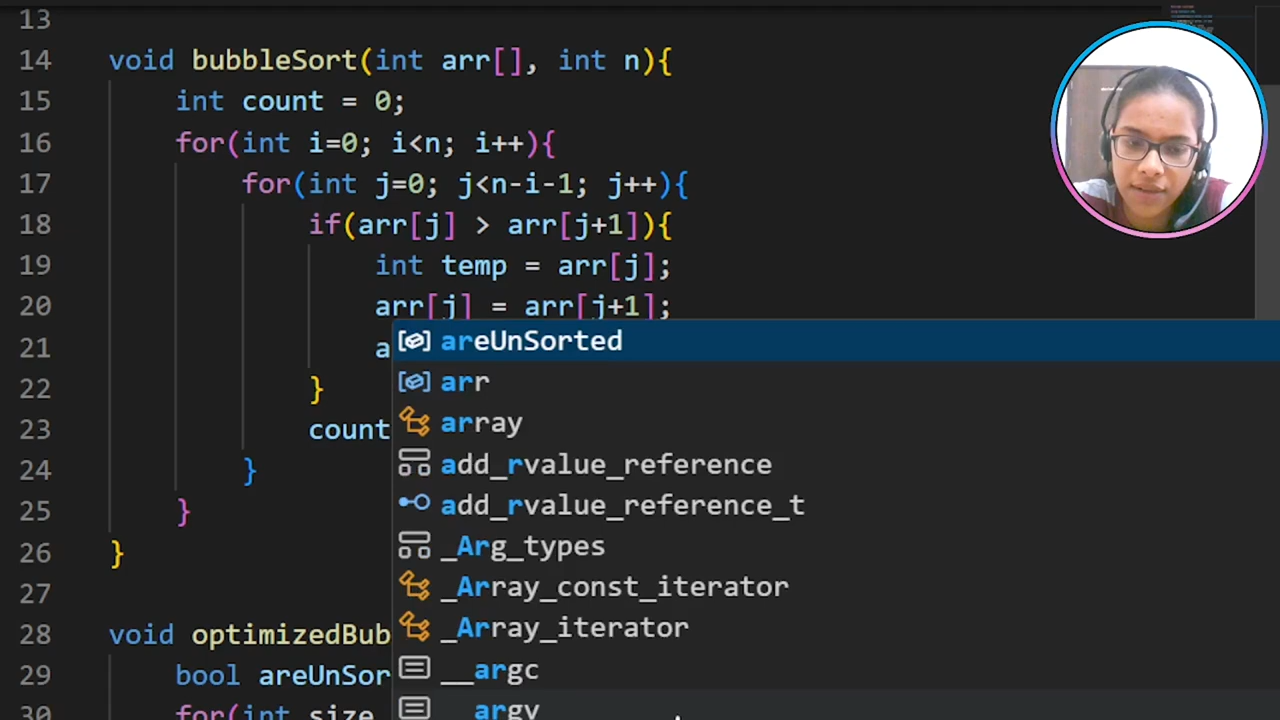 13
14 void bubbleSort(int arr[], int n){
15 int count = 0;
16 for(int i=0; i<n; i++){
17 for(int j=0; j<n-i-1; j++){
18 if(arr[j] > arr[j+1]){
19 int temp = arr[j];
20 arr[j] = arr[j+1];
areUnSorted
21 a
arr
22 }
array
23 count
add_rvalue_reference
24 }
add_rvalue_reference_t
25 }
_Arg_types
26 }
_Array_const_iterator
27
_Array_iterator
28 void optimizedBub
__argc
29 bool areUnSor
__argv
30 for(int size